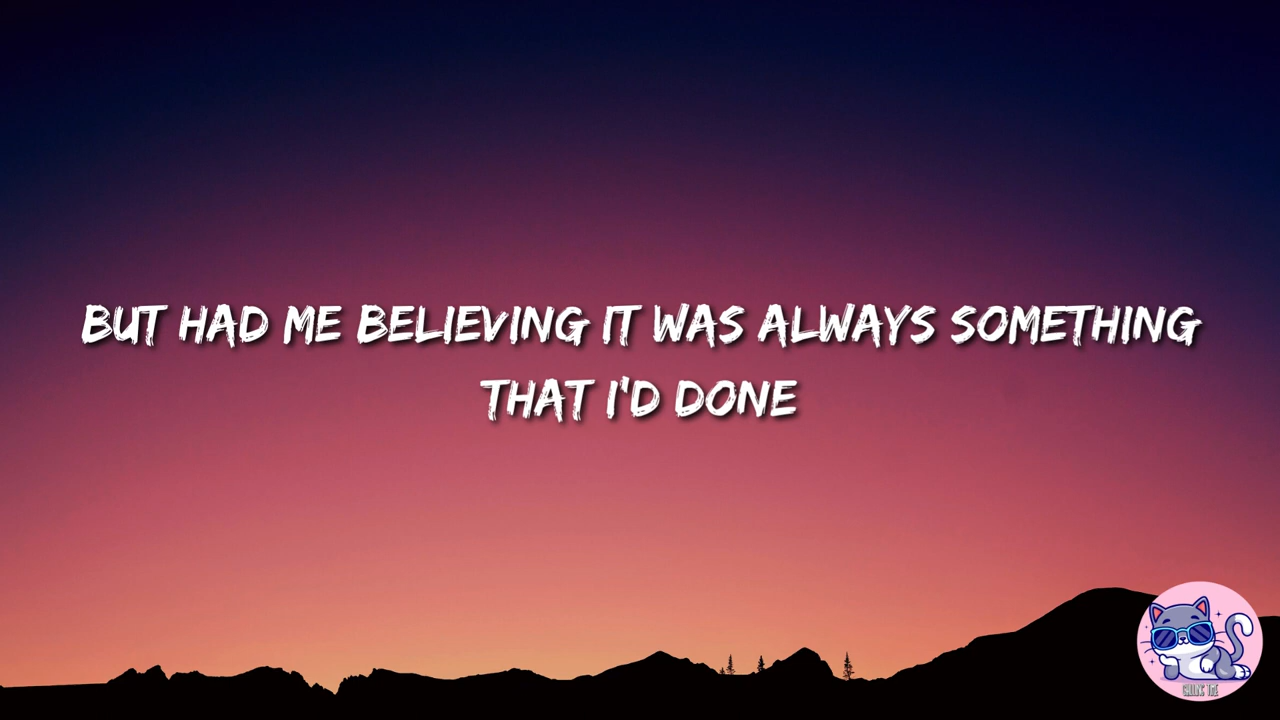 BUT HAD ME BELIEVING IT WAS ALWAYS SOMETHING
THAT I'D DONE